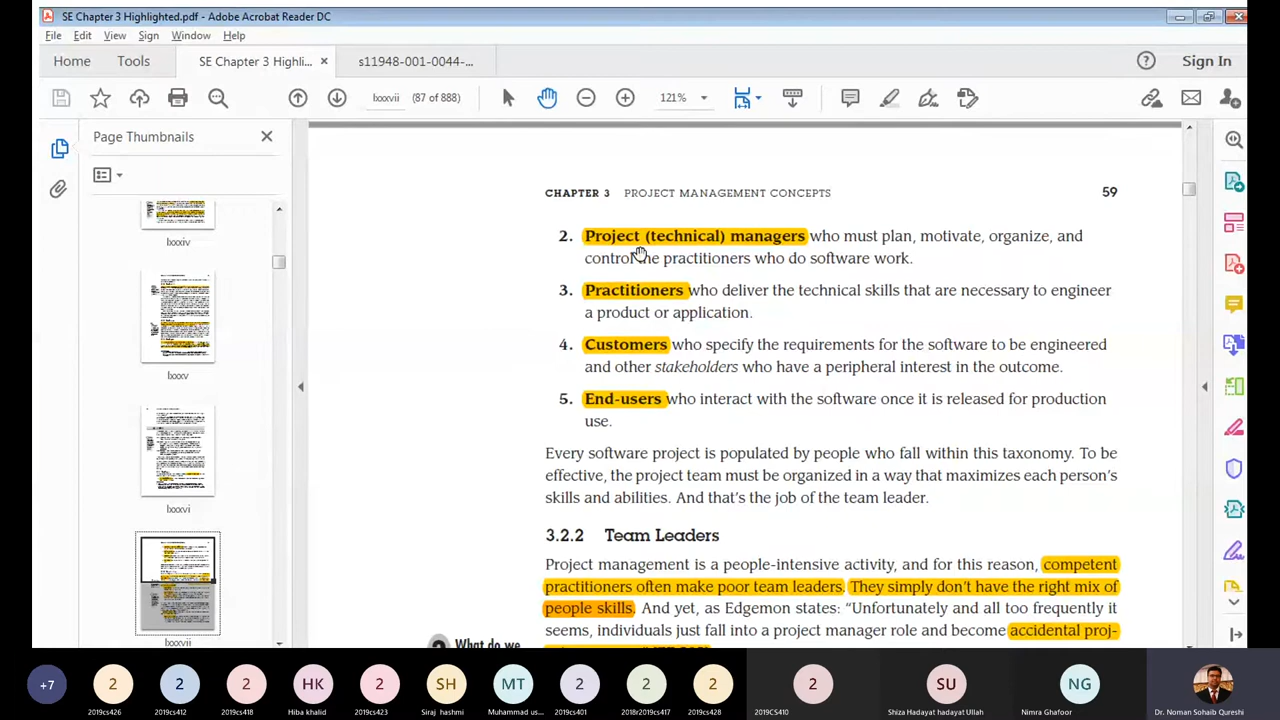 SE Chapter 3 Highlighted.pdf - Adobe Acrobat Reader DC
File Edit View Sign Window Help
Home Tools SE Chapter 3 Highli... × s11948-001-0044-... Sign In
lxxxvii (87 of 888) 121%
Page Thumbnails
lxxxiv
lxxxv
lxxxvi
lxxxvii
CHAPTER 3 PROJECT MANAGEMENT CONCEPTS 59
2. Project (technical) managers who must plan, motivate, organize, and
control the practitioners who do software work.
3. Practitioners who deliver the technical skills that are necessary to engineer
a product or application.
4. Customers who specify the requirements for the software to be engineered
and other stakeholders who have a peripheral interest in the outcome.
5. End-users who interact with the software once it is released for production
use.
Every software project is populated by people who fall within this taxonomy. To be
effective, the project team must be organized in a way that maximizes each person's
skills and abilities. And that's the job of the team leader.
3.2.2 Team Leaders
Project management is a people-intensive activity, and for this reason, competent
practitioners often make poor team leaders. They simply don't have the right mix of
people skills. And yet, as Edgemon states: "Unfortunately and all too frequently it
seems, individuals just fall into a project manager role and become accidental proj-
What do we
+7 2 2 2 HK 2 SH MT 2 2 2 2 SU NG
2019cs426 2019cs412 2019cs418 Hiba khalid 2019cs423 Siraj hashmi Muhammad us... 2019cs401 2018r2019cs417 2019cs428 2019CS410 Shiza Hadayat hadayat Ullah Nimra Ghafoor Dr. Noman Sohaib Qureshi